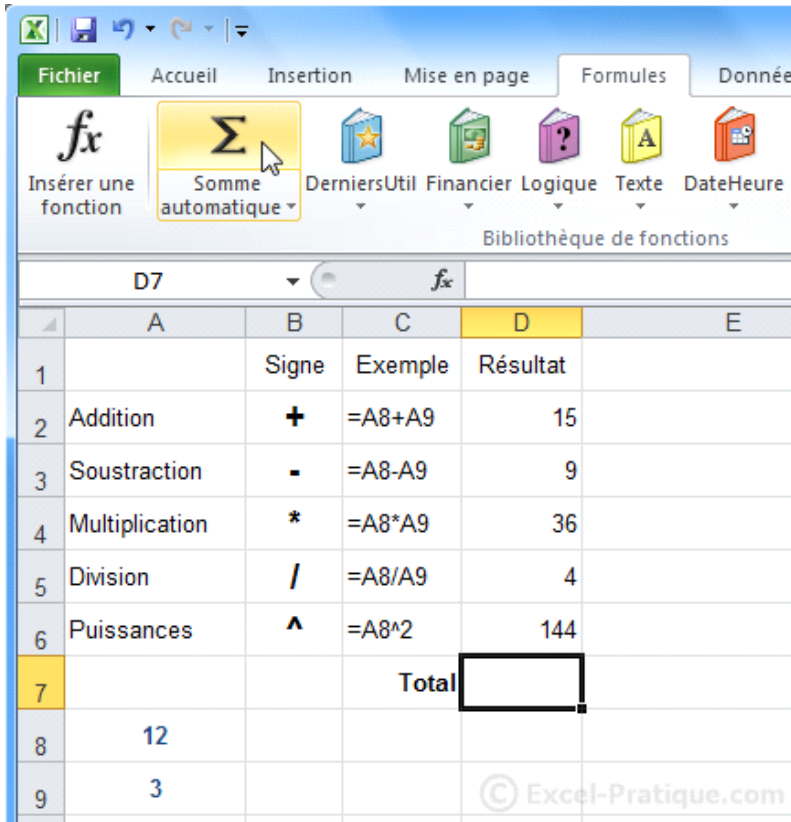 Fichier Accueil Insertion Mise en page Formules Donnée
fx Σ ? A
Insérer une fonction Somme automatique DerniersUtil Financier Logique Texte DateHeure
Bibliothèque de fonctions
D7 fx
A B C D E
1 Signe Exemple Résultat
2 Addition + =A8+A9 15
3 Soustraction - =A8-A9 9
4 Multiplication * =A8*A9 36
5 Division / =A8/A9 4
6 Puissances ^ =A8^2 144
7 Total
8 12
9 3
© Excel-Pratique.com